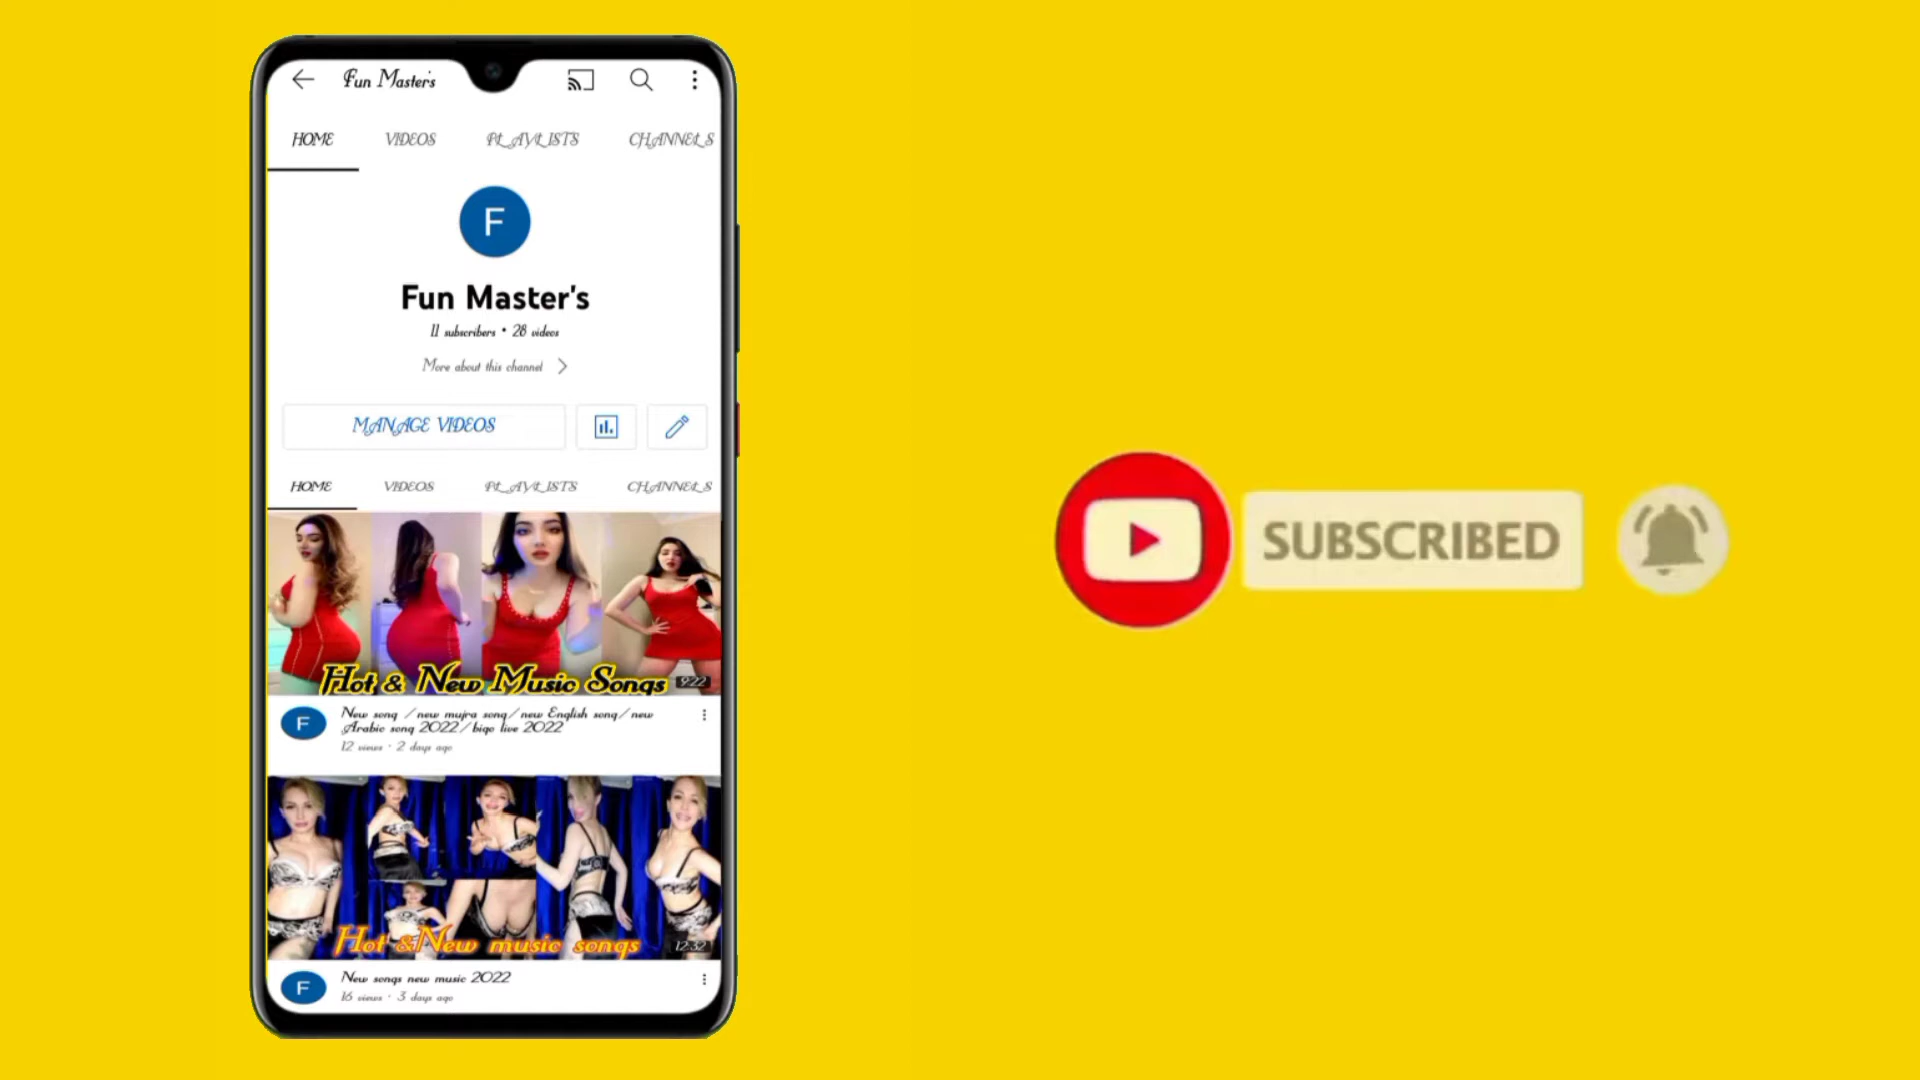 Fun Master's
HOME VIDEOS PLAYLISTS CHANNELS
F
Fun Master's
11 subscribers • 28 videos
More about this channel
MANAGE VIDEOS
HOME VIDEOS PLAYLISTS CHANNELS
Hot & New Music Songs 9:22
F
New song /new mujra song/new English song/new
Arabic song 2022/bigo live 2022
12 views · 2 days ago
Hot &New music songs 12:32
F
New songs new music 2022
16 views · 3 days ago
SUBSCRIBED